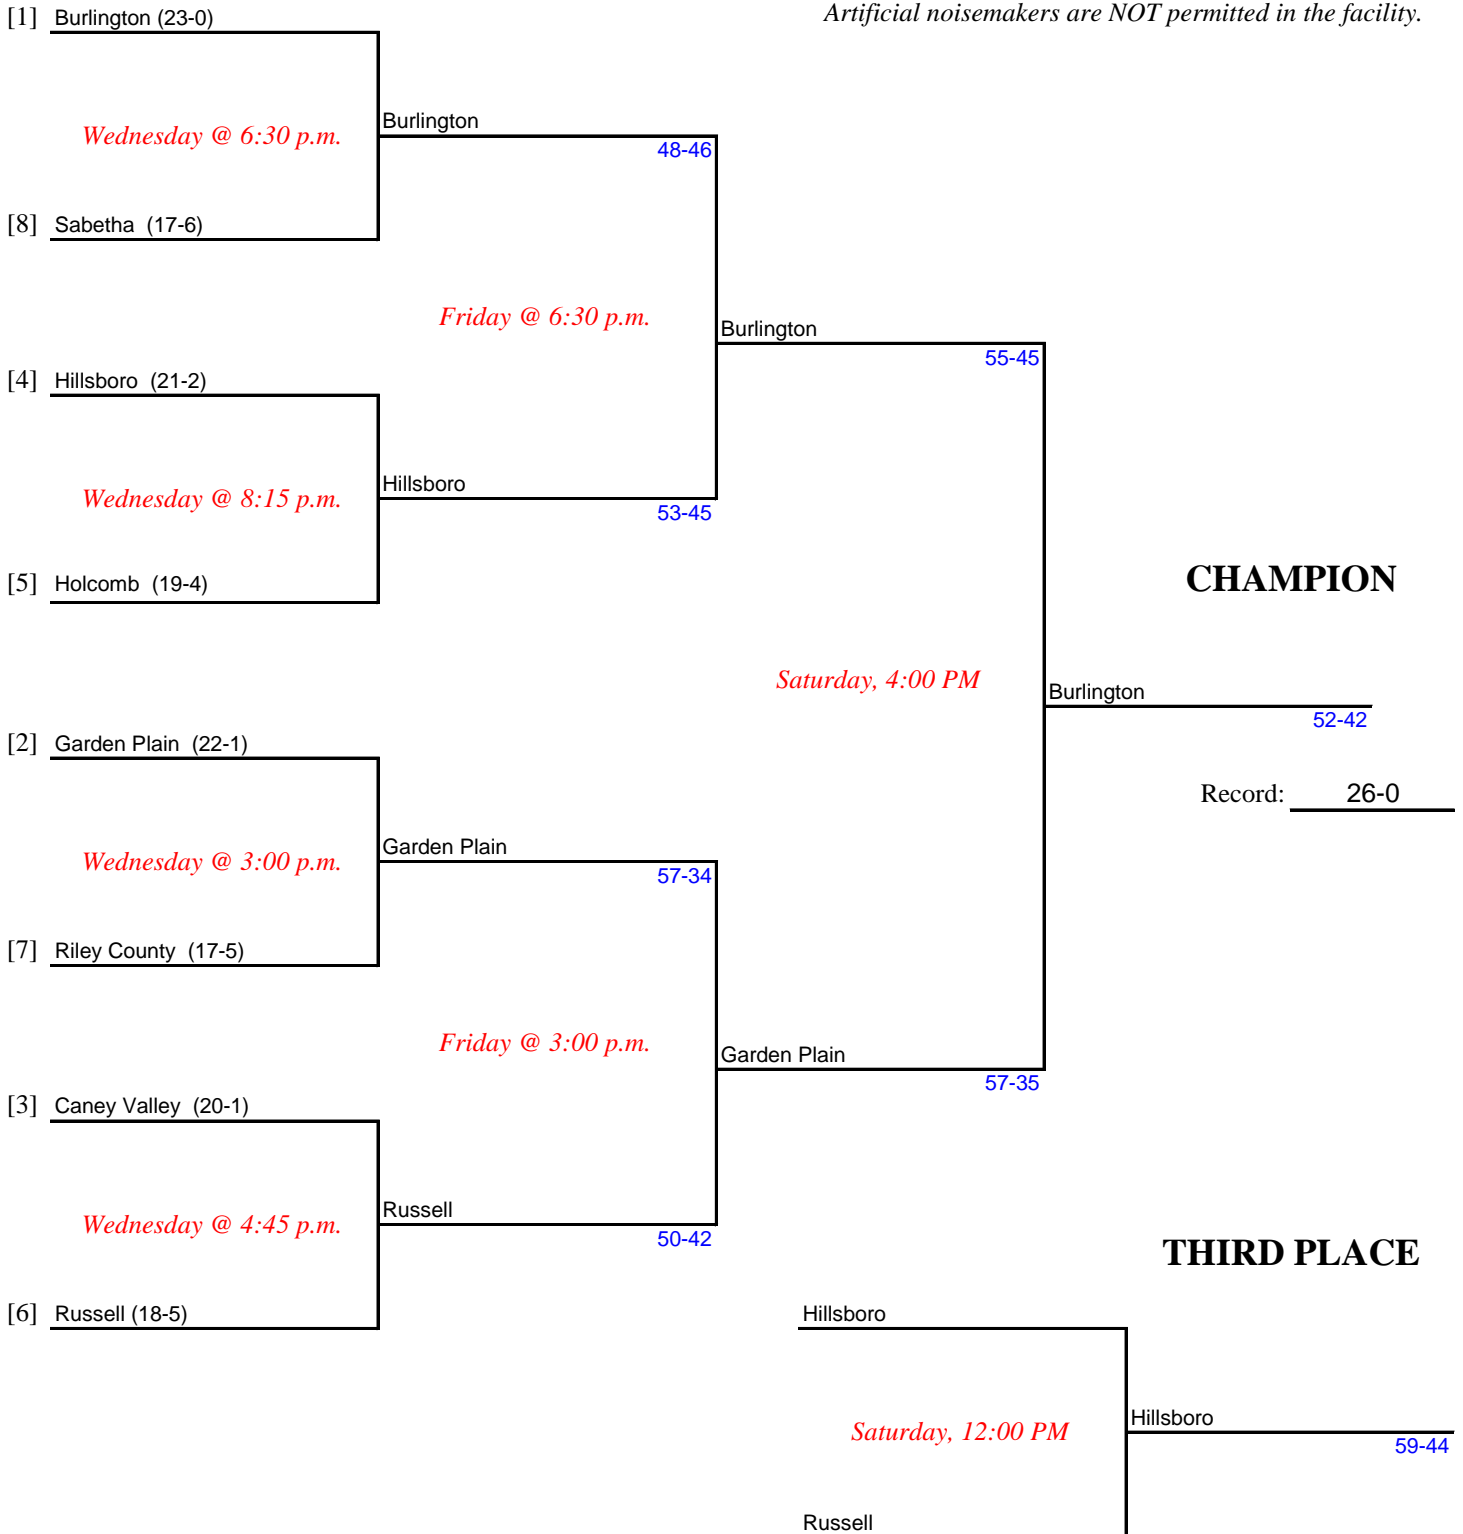 [1] Burlington (23-0)
Artificial noisemakers are NOT permitted in the facility.
Wednesday @ 6:30 p.m.
Burlington
48-46
[8] Sabetha (17-6)
Friday @ 6:30 p.m.
Burlington
55-45
[4] Hillsboro (21-2)
Wednesday @ 8:15 p.m.
Hillsboro
53-45
[5] Holcomb (19-4)
CHAMPION
Saturday, 4:00 PM
Burlington
52-42
Record: 26-0
[2] Garden Plain (22-1)
Wednesday @ 3:00 p.m.
Garden Plain
57-34
[7] Riley County (17-5)
Friday @ 3:00 p.m.
Garden Plain
57-35
[3] Caney Valley (20-1)
Wednesday @ 4:45 p.m.
Russell
50-42
[6] Russell (18-5)
THIRD PLACE
Hillsboro
Saturday, 12:00 PM
Hillsboro
59-44
Russell